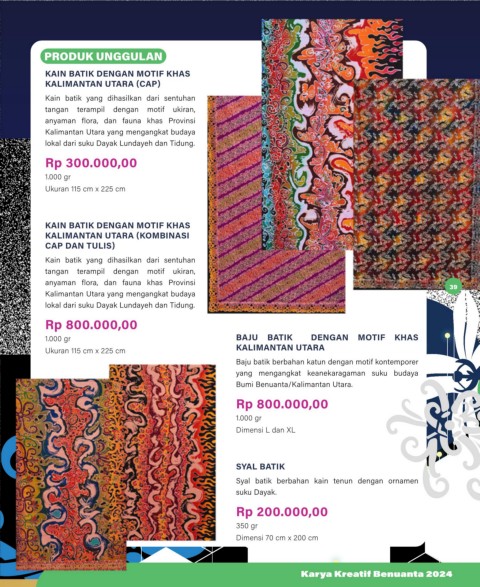 PRODUK UNGGULAN
KAIN BATIK DENGAN MOTIF KHAS
KALIMANTAN UTARA (CAP)
Kain batik yang dihasilkan dari sentuhan
tangan terampil dengan motif ukiran,
anyaman flora, dan fauna khas Provinsi
Kalimantan Utara yang mengangkat budaya
lokal dari suku Dayak Lundayeh dan Tidung.
Rp 300.000,00
1.000 gr
Ukuran 115 cm x 225 cm
KAIN BATIK DENGAN MOTIF KHAS
KALIMANTAN UTARA (KOMBINASI
CAP DAN TULIS)
Kain batik yang dihasilkan dari sentuhan
tangan terampil dengan motif ukiran,
anyaman flora, dan fauna khas Provinsi
Kalimantan Utara yang mengangkat budaya
lokal dari suku Dayak Lundayeh dan Tidung.
Rp 800.000,00
1.000 gr
Ukuran 115 cm x 225 cm
39
BAJU BATIK DENGAN MOTIF KHAS
KALIMANTAN UTARA
Baju batik berbahan katun dengan motif kontemporer
yang mengangkat keanekaragaman suku budaya
Bumi Benuanta/Kalimantan Utara.
Rp 800.000,00
1.000 gr
Dimensi L dan XL
SYAL BATIK
Syal batik berbahan kain tenun dengan ornamen
suku Dayak.
Rp 200.000,00
350 gr
Dimensi 70 cm x 200 cm
Karya Kreatif Benuanta 2024